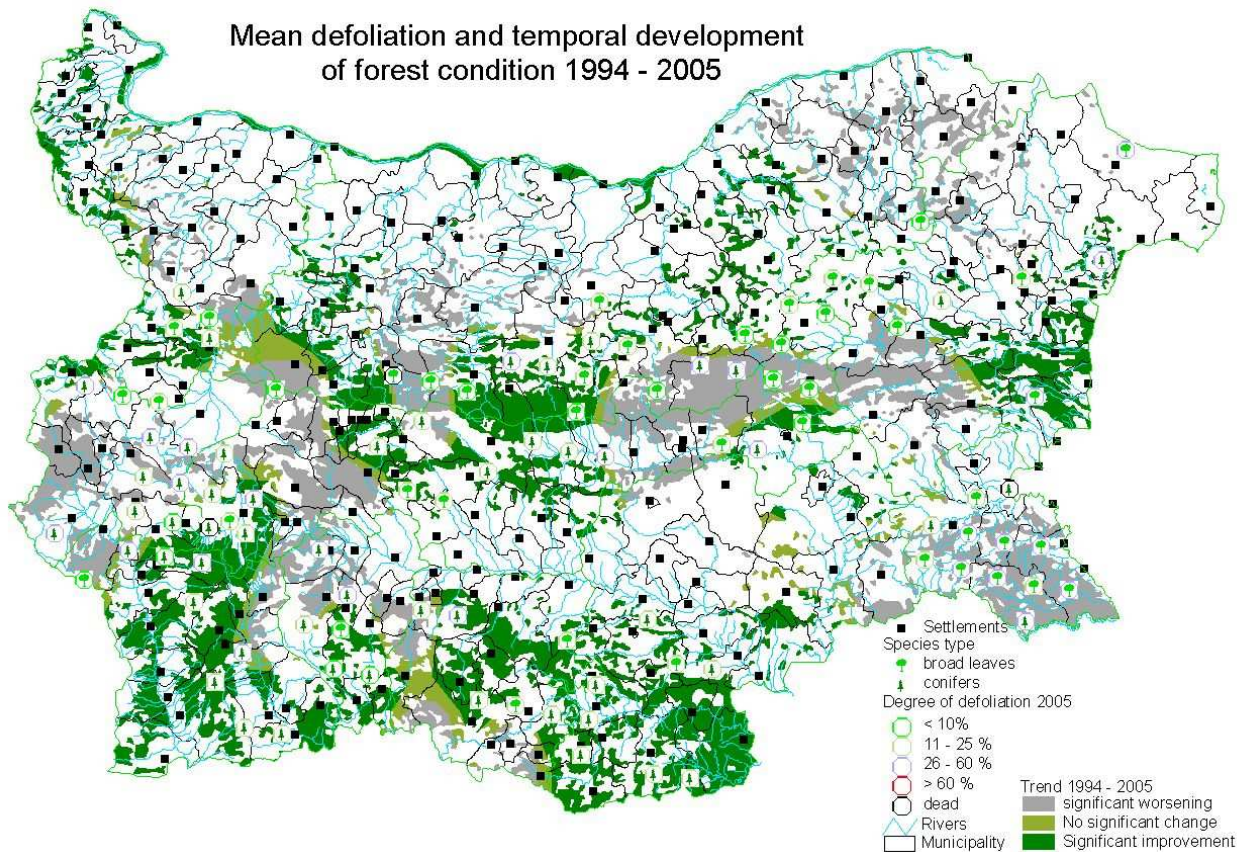 Mean defoliation and temporal development
of forest condition 1994 - 2005
Settlements
Species type
broad leaves
conifers
Degree of defoliation 2005
< 10%
11 - 25 %
26 - 60 %
> 60 %
dead
Rivers
Municipality
Trend 1994 - 2005
significant worsening
No significant change
Significant improvement